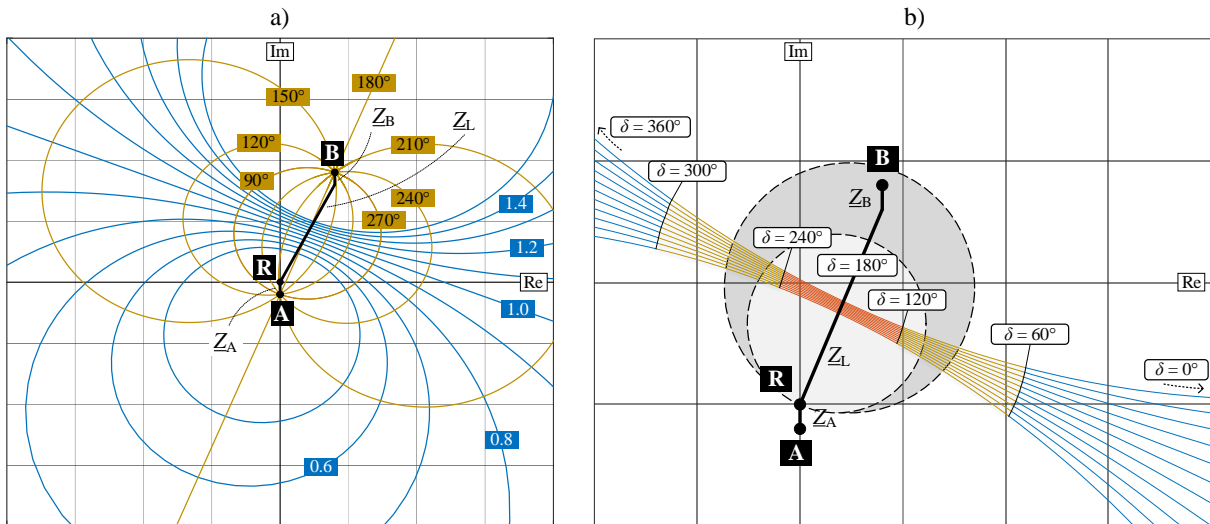 a)
Im
180°
150°
Z_B
Z_L
120°
B
210°
90°
240°
1.4
270°
1.2
R
Re
A
1.0
Z_A
0.8
0.6
b)
Im
δ = 360°
B
δ = 300°
Z_B
δ = 240°
δ = 180°
Re
δ = 120°
δ = 60°
Z_L
δ = 0°
R
Z_A
A